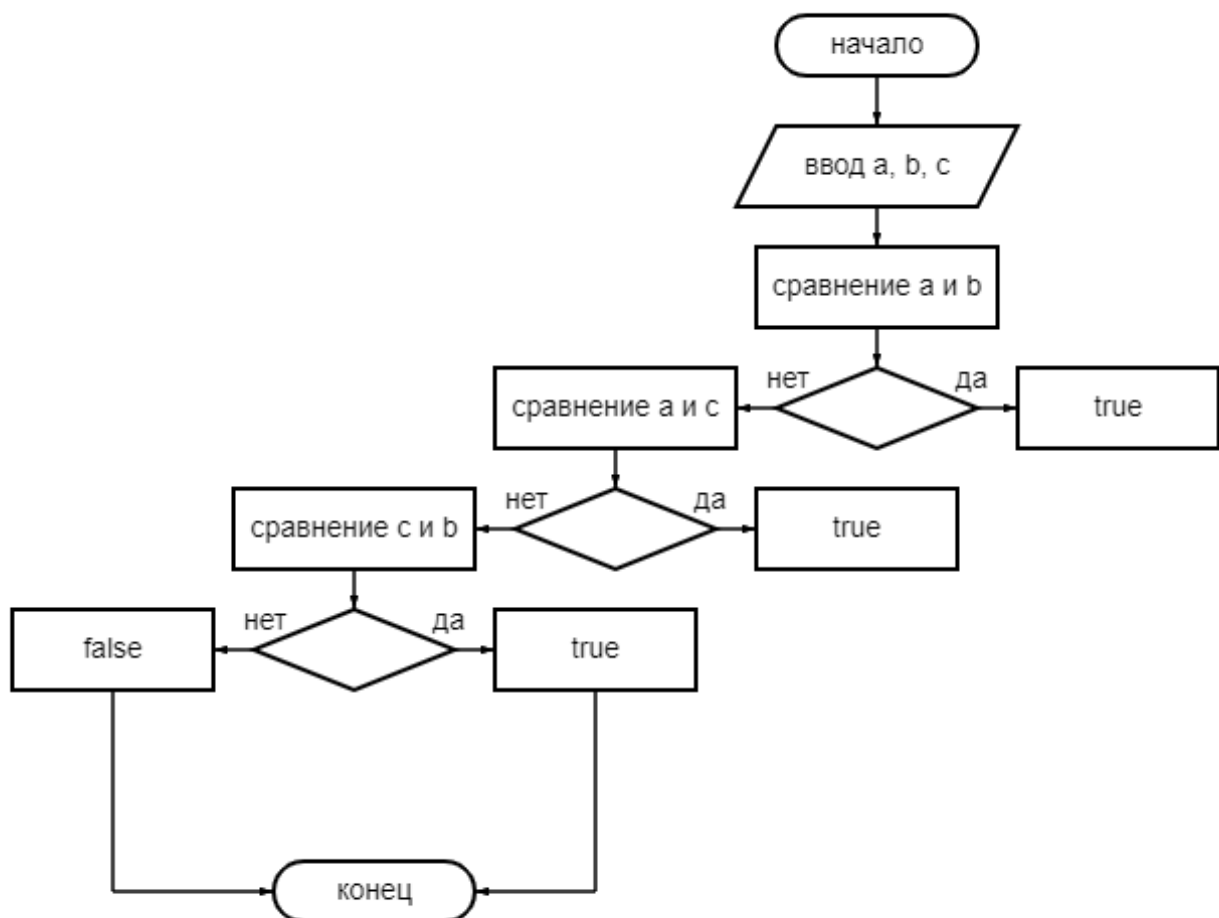 начало
ввод a, b, c
сравнение a и b
нет
да
сравнение a и c
true
нет
да
сравнение c и b
true
нет
да
false
true
конец